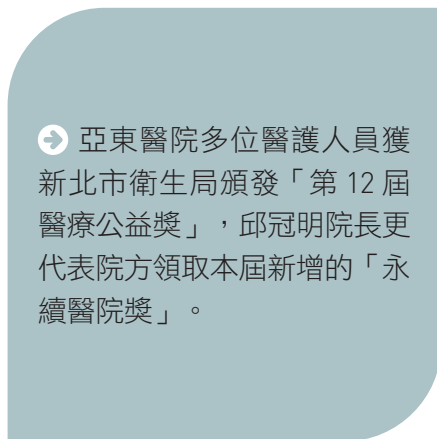 亞東醫院多位醫護人員獲
新北市衛生局頒發「第 12 屆
醫療公益獎」，邱冠明院長更
代表院方領取本屆新增的「永
續醫院獎」。